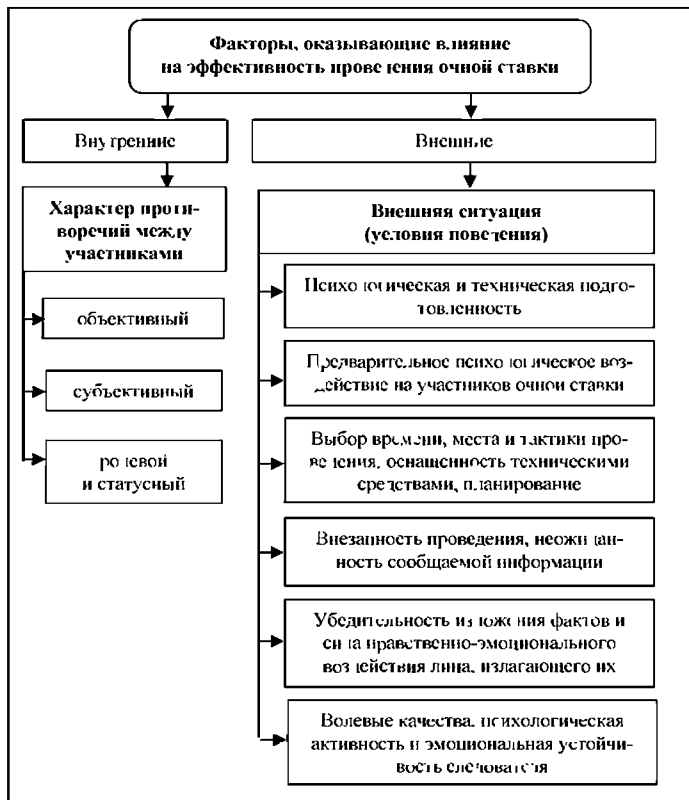 Факторы, оказывающие влияние
на эффективность проведения очной ставки
Внутренние
Внешние
Характер проти-
воречий между
участниками
объективный
субъективный
ролевой
и статусный
Внешняя ситуация
(условия поведения)
Психологическая и техническая подго-
товленность
Предварительное психологическое воз-
действие на участников очной ставки
Выбор времени, места и тактики про-
ведения, оснащенность техническими
средствами, планирование
Внезапность проведения, неожидан-
ность сообщаемой информации
Убедительность изложения фактов и
сила нравственно-эмоционального
воздействия лица, излагающего их
Волевые качества, психологическая
активность и эмоциональная устойчи-
вость следователя